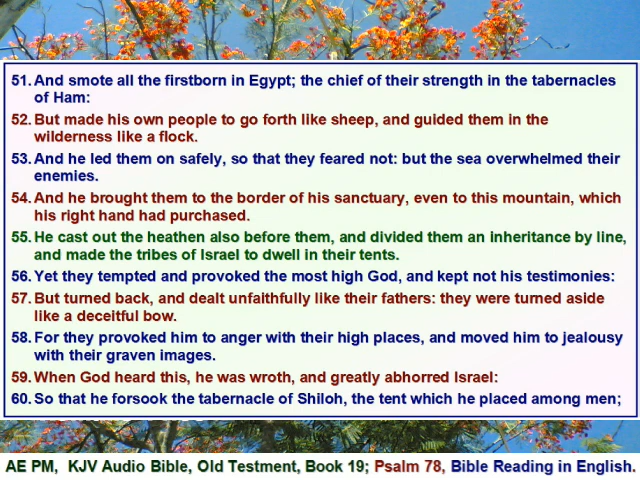 51. And smote all the firstborn in Egypt; the chief of their strength in the tabernacles
of Ham:
52. But made his own people to go forth like sheep, and guided them in the
wilderness like a flock.
53. And he led them on safely, so that they feared not: but the sea overwhelmed their
enemies.
54. And he brought them to the border of his sanctuary, even to this mountain, which
his right hand had purchased.
55. He cast out the heathen also before them, and divided them an inheritance by line,
and made the tribes of Israel to dwell in their tents.
56. Yet they tempted and provoked the most high God, and kept not his testimonies:
57. But turned back, and dealt unfaithfully like their fathers: they were turned aside
like a deceitful bow.
58. For they provoked him to anger with their high places, and moved him to jealousy
with their graven images.
59. When God heard this, he was wroth, and greatly abhorred Israel:
60. So that he forsook the tabernacle of Shiloh, the tent which he placed among men;
AE PM, KJV Audio Bible, Old Testment, Book 19; Psalm 78, Bible Reading in English.